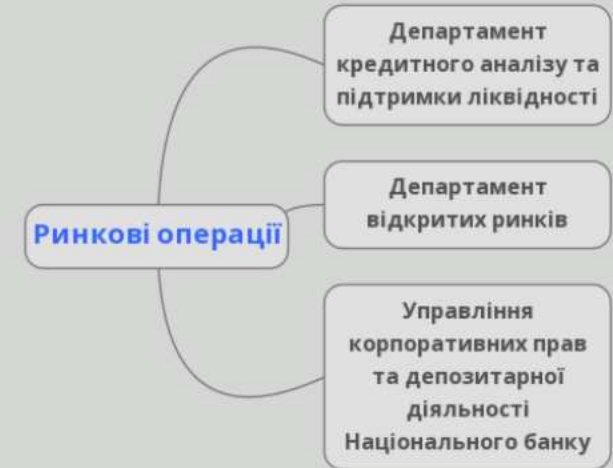 Департамент
кредитного аналізу та
підтримки ліквідності
Ринкові операції
Департамент
відкритих ринків
Управління
корпоративних прав
та депозитарної
діяльності
Національного банку